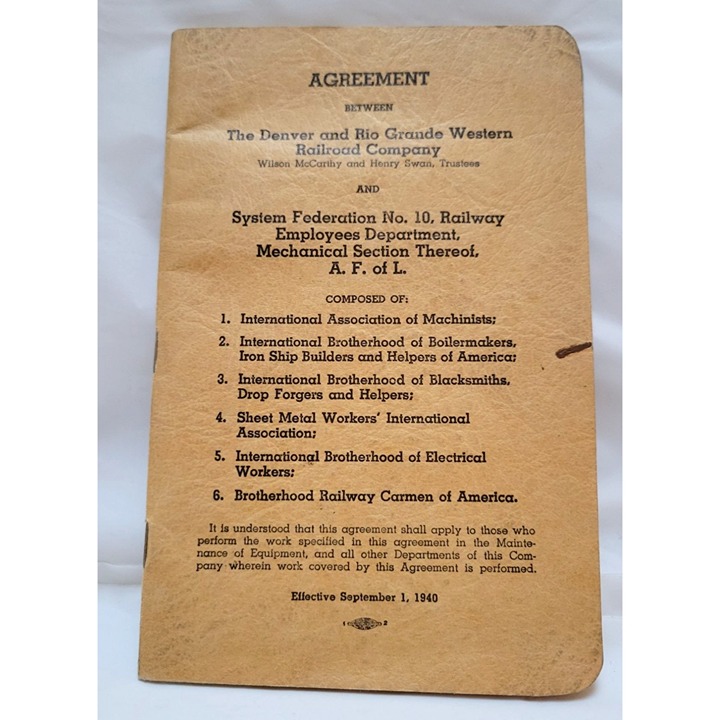 AGREEMENT
BETWEEN
The Denver and Rio Grande Western
Railroad Company
Wilson McCarthy and Henry Swan, Trustees
AND
System Federation No. 10, Railway
Employees Department,
Mechanical Section Thereof,
A. F. of L.
COMPOSED OF:
1. International Association of Machinists;
2. International Brotherhood of Boilermakers,
Iron Ship Builders and Helpers of America;
3. International Brotherhood of Blacksmiths,
Drop Forgers and Helpers;
4. Sheet Metal Workers' International
Association;
5. International Brotherhood of Electrical
Workers;
6. Brotherhood Railway Carmen of America.
It is understood that this agreement shall apply to those who
perform the work specified in this agreement in the Mainte-
nance of Equipment, and all other Departments of this Com-
pany wherein work covered by this Agreement is performed.
Effective September 1, 1940
2